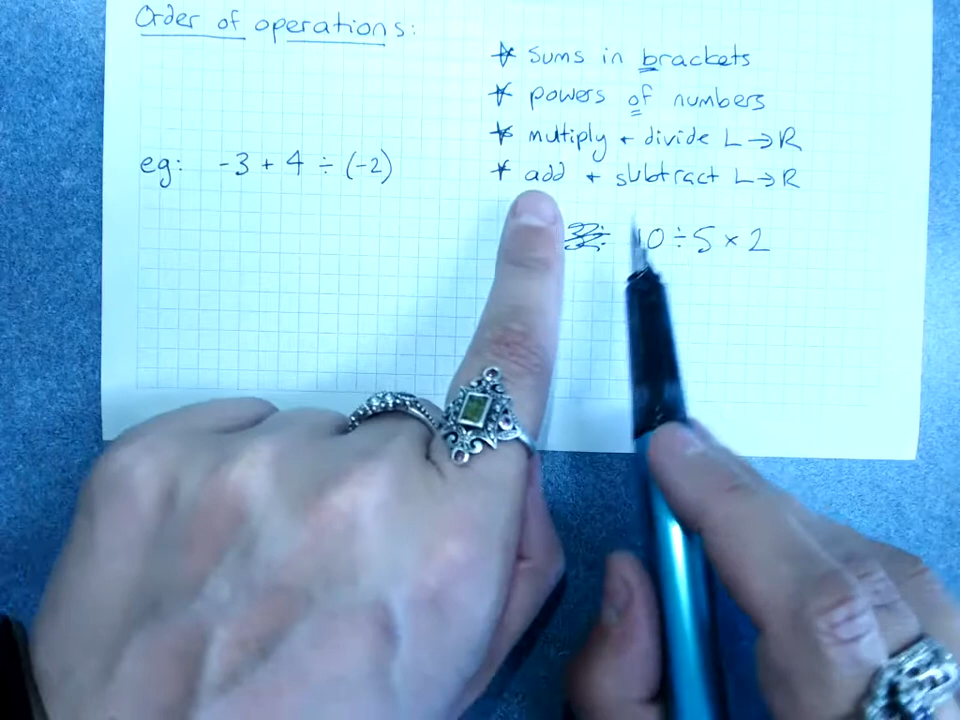 Order of operations:
* sums in brackets
* powers of numbers
* multiply + divide L → R
* add + subtract L → R
eg: -3 + 4 ÷ (-2)
10 ÷ 5 × 2